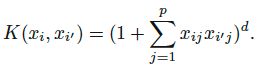 K(x_i, x_{i'}) = (1 + \sum_{j=1}^{p} x_{ij} x_{i'j})^d.